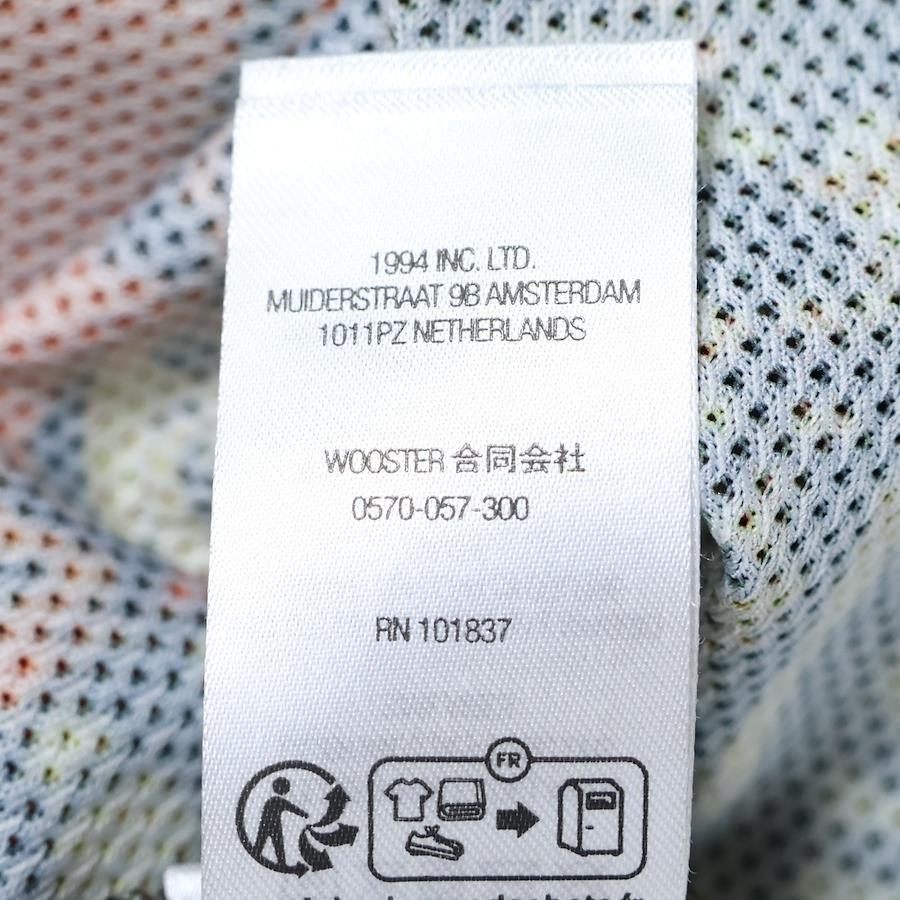 1994 INC. LTD.
MUIDERSTRAAT 9B AMSTERDAM
1011PZ NETHERLANDS
WOOSTER 合同会社
0570-057-300
RN 101837
FR